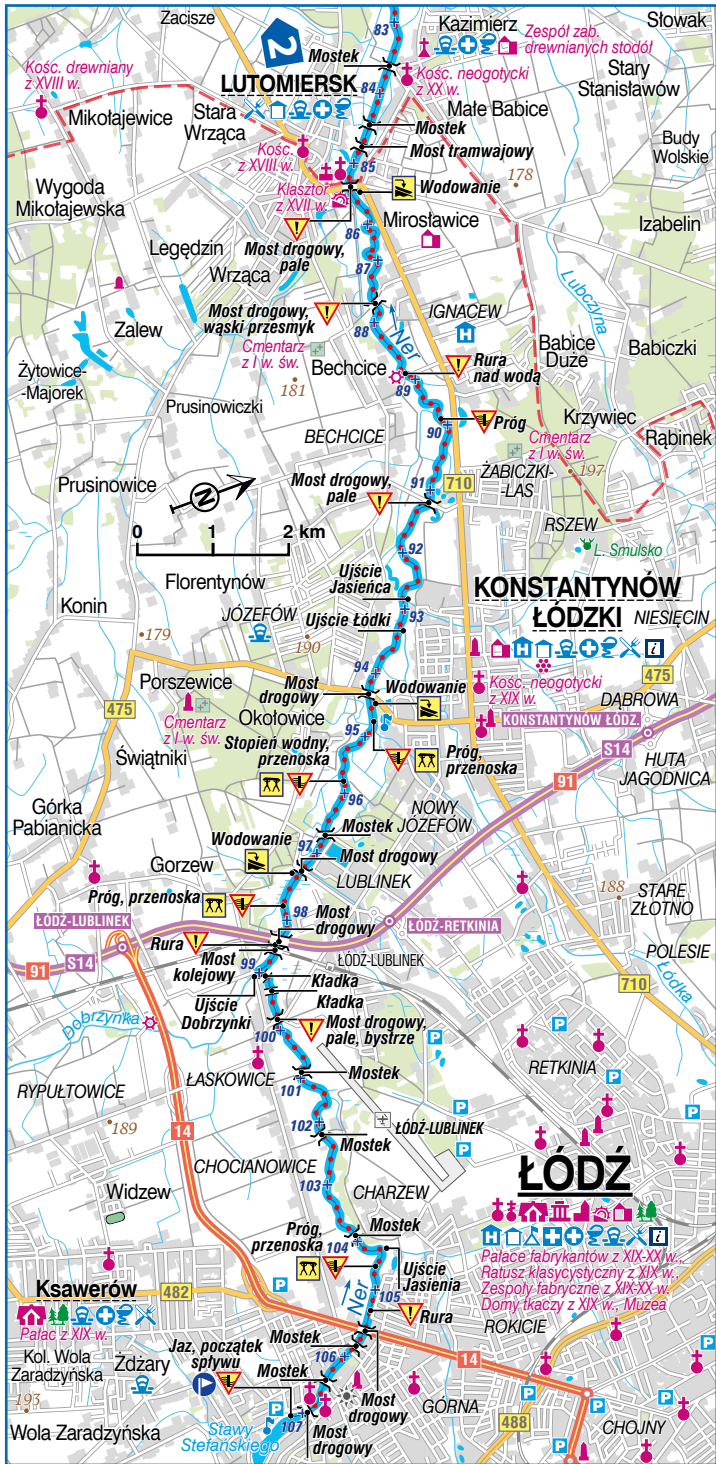 Zacisze
83
Kazimierz
Zespół zab.
drewnianych stodół
Słowak
2
Mostek
Kośc. drewniany
z XVIII w.
LUTOMIERSK
84
Kośc. neogotycki
z XX w.
Stary
Stanisławów
Mikołajewice
Stara
Wrząca
Małe Babice
Mostek
Most tramwajowy
Budy
Wolskie
Kośc.
z XVIII w.
85
178
Wygoda
Mikołajewska
Klasztor
z XVII w.
Wodowanie
86
Mirosławice
Izabelin
Legędzin
Most drogowy,
pale
Wrząca
87
Lubczyna
Zalew
Most drogowy,
wąski przesmyk
88
IGNACEW
H
Ner
Babice
Duże
Babiczki
Cmentarz
z I w. św.
Żytowice-
-Majorek
181
Bechcice
Rura
nad wodą
89
Prusinowiczki
Krzywiec
90
Próg
Rąbinek
BECHCICE
Cmentarz
z I w. św.
197
Prusinowice
Most drogowy,
pale
91
710
ŻABICZKI-
LAS
N
RSZEW
0 1 2 km
92
L. Smulsko
Florentynów
Ujście
Jasieńca
KONSTANTYNÓW
ŁÓDZKI
NIESIĘCIN
Konin
JÓZEFÓW
93
Ujście Łódki
179
190
H
i
94
Kośc. neogotycki
z XIX w.
475
Porszewice
Most
drogowy
Wodowanie
DĄBROWA
475
Cmentarz
z I w. św.
Okołowice
KONSTANTYNÓW ŁÓDZ.
95
S14
Świątniki
Stopień wodny,
przenoska
Próg,
przenoska
HUTA
JAGODNICA
91
96
NOWY
JÓZEFÓW
Górka
Pabianicka
Mostek
Wodowanie
97
Most drogowy
Gorzew
LUBLINEK
188
STARE
ZŁOTNO
Próg, przenoska
98
Most
drogowy
ŁÓDŹ-LUBLINEK
ŁÓDŹ-RETKINIA
Rura
POLESIE
91
S14
Most
kolejowy
ŁÓDŹ-LUBLINEK
99
Kładka
Łódka
Ujście
Dobrzynki
Kładka
710
Dobrzynka
100
Most drogowy,
pale, bystrze
P
P
RETKINIA
Mostek
P
RYPUŁTOWICE
ŁASKOWICE
101
P
189
102
ŁÓDŹ-LUBLINEK
P
14
Mostek
P
CHOCIANOWICE
ŁÓDŹ
103
CHARZEW
Widzew
Próg,
przenoska
Mostek
H
i
104
Ujście
Jasienia
Pałace fabrykantów z XIX-XX w.,
Ratusz klasycystyczny z XIX w.,
Zespoły fabryczne z XIX-XX w.
Domy tkaczy z XIX w., Muzea
Ksawerów
482
P
Ner
105
Rura
P
Pałac z XIX w.
ROKICIE
Mostek
Kol. Wola
Zaradzyńska
Jaz, początek
spływu
106
14
Żdżary
Mostek
193
P
Most
drogowy
GÓRNA
P
488
CHOJNY
Wola Zaradzyńska
Stawy
Stefańskiego
107
Most
drogowy
P